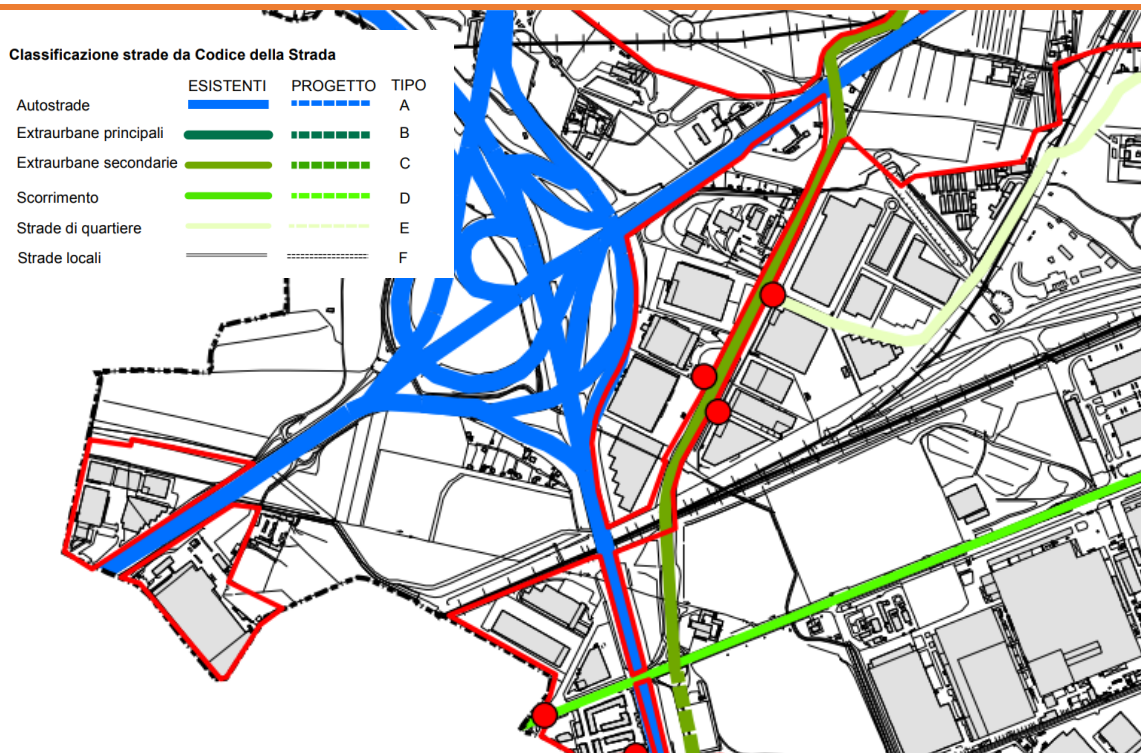 Classificazione strade da Codice della Strada
ESISTENTI PROGETTO TIPO
Autostrade A
Extraurbane principali B
Extraurbane secondarie C
Scorrimento D
Strade di quartiere E
Strade locali F